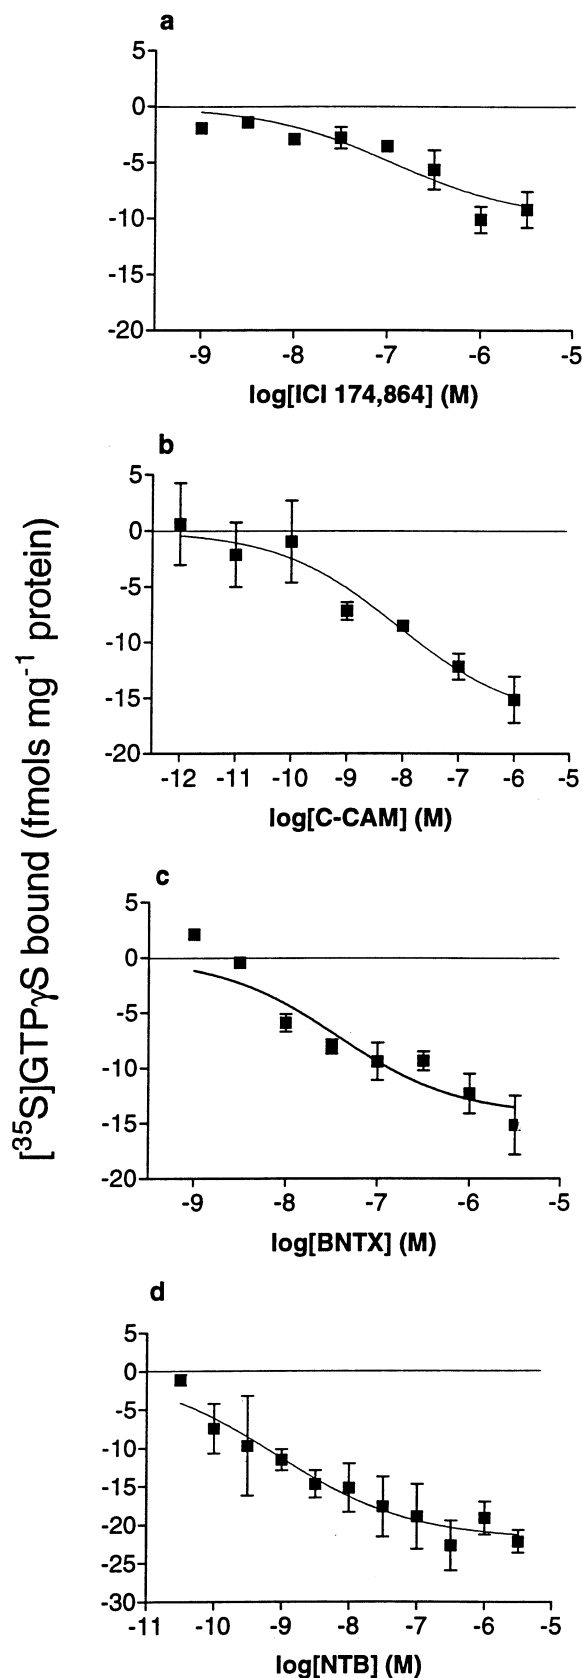 [³⁵S]GTPγS bound (fmols mg⁻¹ protein)
a
5
0
-5
-10
-15
-20
-9 -8 -7 -6 -5
log[ICI 174,864] (M)
b
5
0
-5
-10
-15
-20
-12 -11 -10 -9 -8 -7 -6 -5
log[C-CAM] (M)
c
5
0
-5
-10
-15
-20
-9 -8 -7 -6 -5
log[BNTX] (M)
d
5
0
-5
-10
-15
-20
-25
-30
-11 -10 -9 -8 -7 -6 -5
log[NTB] (M)